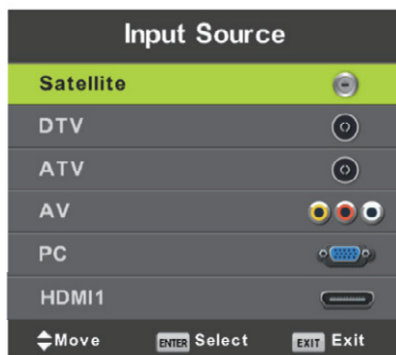 Input Source
Satellite
DTV
ATV
AV
PC
HDMI1
Move ENTER Select EXIT Exit